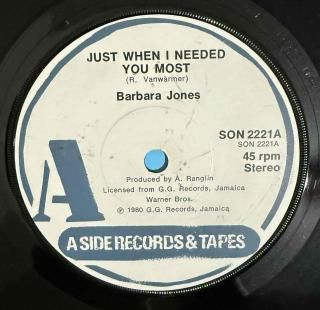 JUST WHEN I NEEDED
YOU MOST
(R. Vanwarmer)
Barbara Jones
SON 2221A
SON 2221A
45 rpm
Stereo
Produced by A. Ranglin
Licensed from G.G. Records, Jamaica
Warner Bros.
℗ 1980 G.G. Records, Jamaica
A
A SIDE RECORDS & TAPES